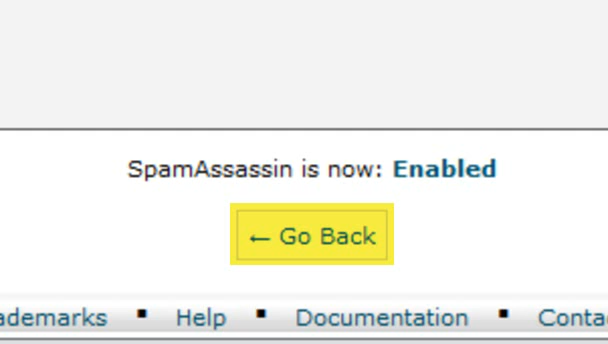 SpamAssassin is now: Enabled
← Go Back
ademarks ▪ Help ▪ Documentation ▪ Conta